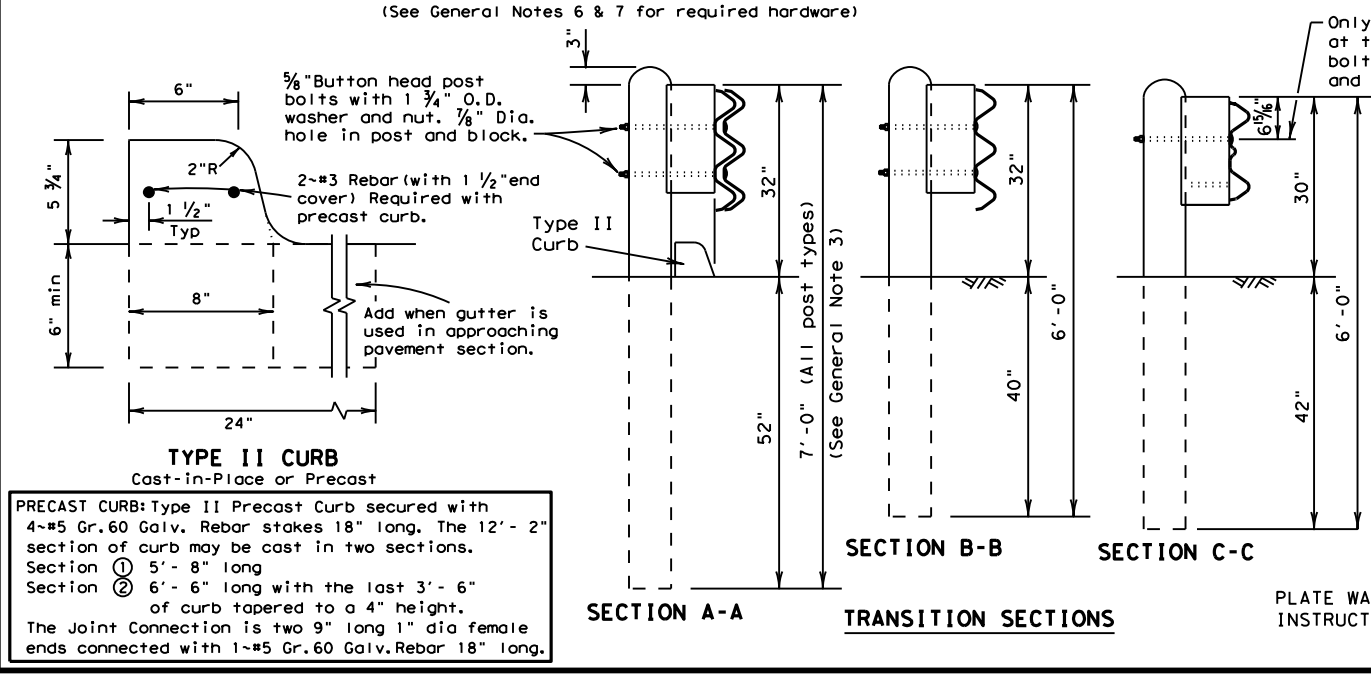 (See General Notes 6 & 7 for required hardware)
6"
5 3/4"
2"R
1 1/2"
Typ
6" min
8"
24"
2~#3 Rebar (with 1 1/2" end
cover) Required with
precast curb.
Add when gutter is
used in approaching
pavement section.
TYPE II CURB
Cast-in-Place or Precast
PRECAST CURB: Type II Precast Curb secured with
4~#5 Gr.60 Galv. Rebar stakes 18" long. The 12'- 2"
section of curb may be cast in two sections.
Section ① 5'- 8" long
Section ② 6'- 6" long with the last 3'- 6"
of curb tapered to a 4" height.
The Joint Connection is two 9" long 1" dia female
ends connected with 1~#5 Gr.60 Galv.Rebar 18" long.
5/8"Button head post
bolts with 1 3/4" O.D.
washer and nut. 7/8" Dia.
hole in post and block.
3"
Type II
Curb
32"
52"
7'-0" (All post types)
(See General Note 3)
SECTION A-A
32"
40"
6'-0"
SECTION B-B
TRANSITION SECTIONS
6 15/16"
30"
42"
6'-0"
SECTION C-C
Only
at t
bolt
and
PLATE WA
INSTRUCT